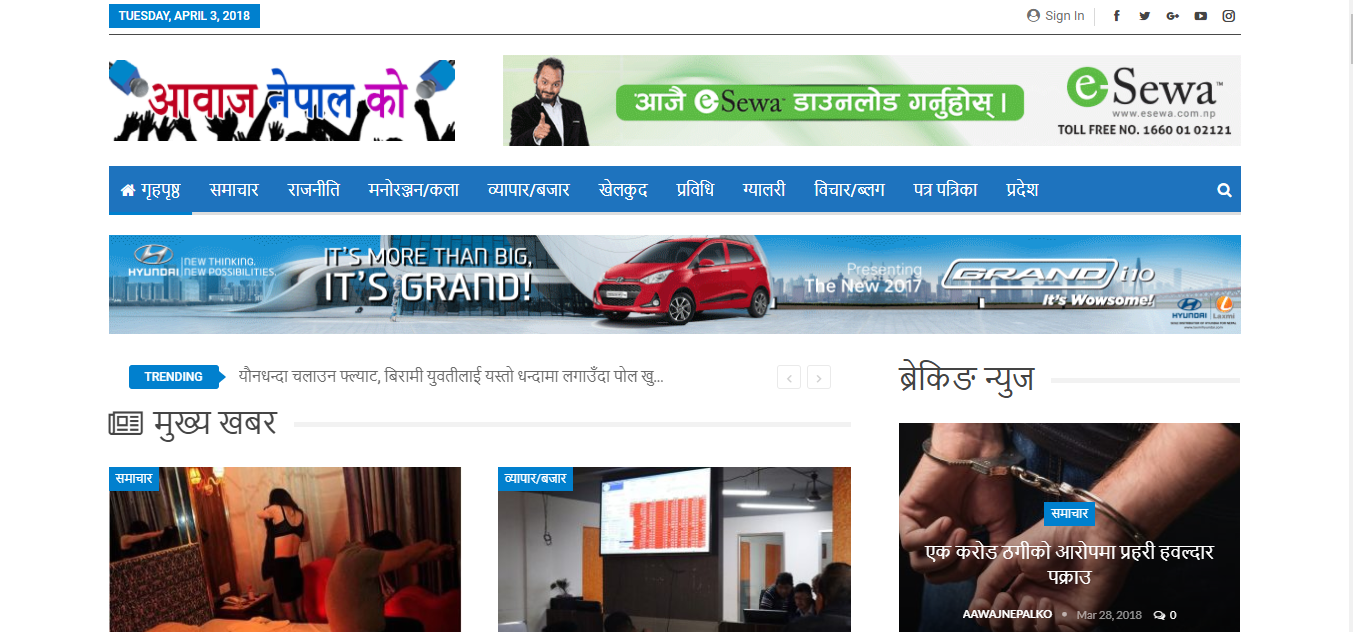 TUESDAY, APRIL 3, 2018
Sign In
आवाज नेपाल को
आजै e-Sewa डाउनलोड गर्नुहोस् ।
e-Sewa™
www.esewa.com.np
TOLL FREE NO. 1660 01 02121
गृहपृष्ठ समाचार राजनीति मनोरञ्जन/कला व्यापार/बजार खेलकुद प्रविधि ग्यालरी विचार/ब्लग पत्र पत्रिका प्रदेश
HYUNDAI
NEW THINKING.
NEW POSSIBILITIES.
IT'S MORE THAN BIG,
IT'S GRAND!
Presenting
The New 2017
GRAND i10
It's Wowsome!
HYUNDAI Laxmi
TRENDING
यौनधन्दा चलाउन फ्ल्याट, बिरामी युवतीलाई यस्तो धन्दामा लगाउँदा पोल खु...
ब्रेकिङ न्युज
मुख्य खबर
समाचार
व्यापार/बजार
समाचार
एक करोड ठगीको आरोपमा प्रहरी हवल्दार
पक्राउ
AAWAJNEPALKO • Mar 28, 2018 0